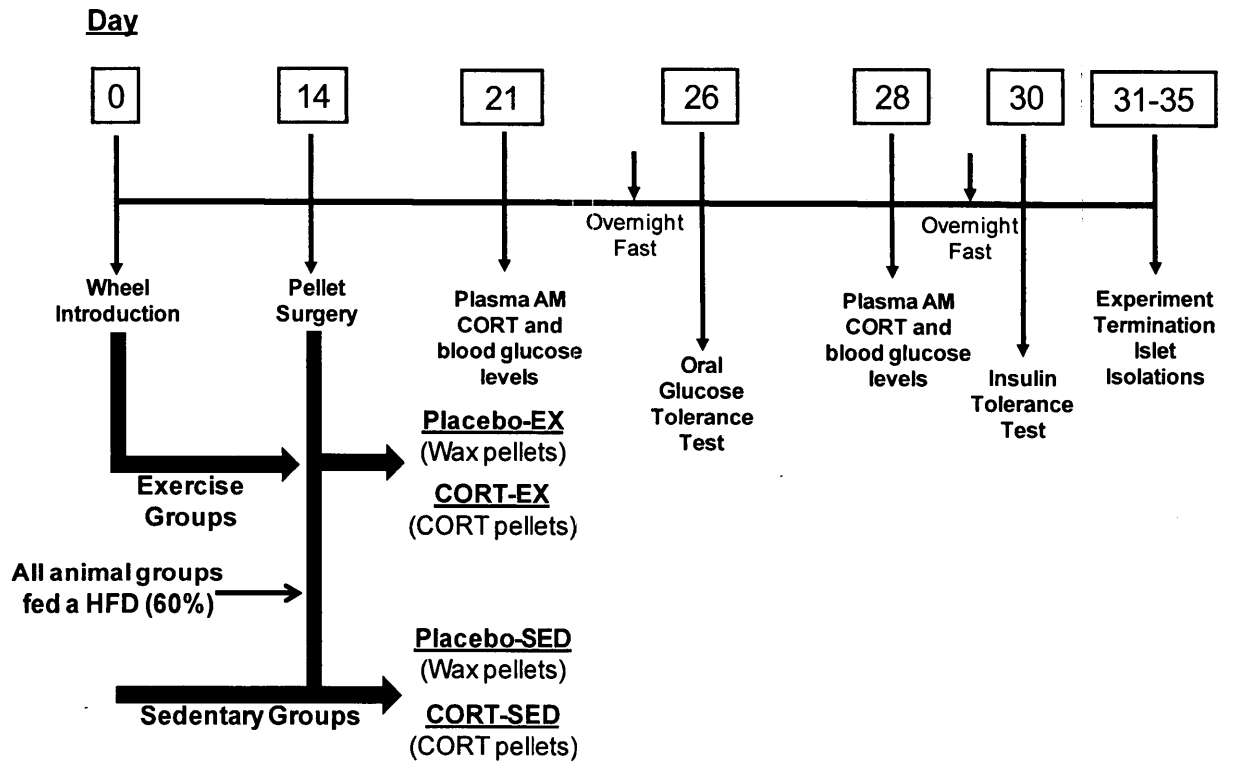 Day
0
14
21
26
28
30
31-35
Overnight
Fast
Overnight
Fast
Wheel
Introduction
Pellet
Surgery
Plasma AM
CORT and
blood glucose
levels
Oral
Glucose
Tolerance
Test
Plasma AM
CORT and
blood glucose
levels
Insulin
Tolerance
Test
Experiment
Termination
Islet
Isolations
Placebo-EX
(Wax pellets)
CORT-EX
(CORT pellets)
Exercise
Groups
All animal groups
fed a HFD (60%)
Placebo-SED
(Wax pellets)
CORT-SED
(CORT pellets)
Sedentary Groups